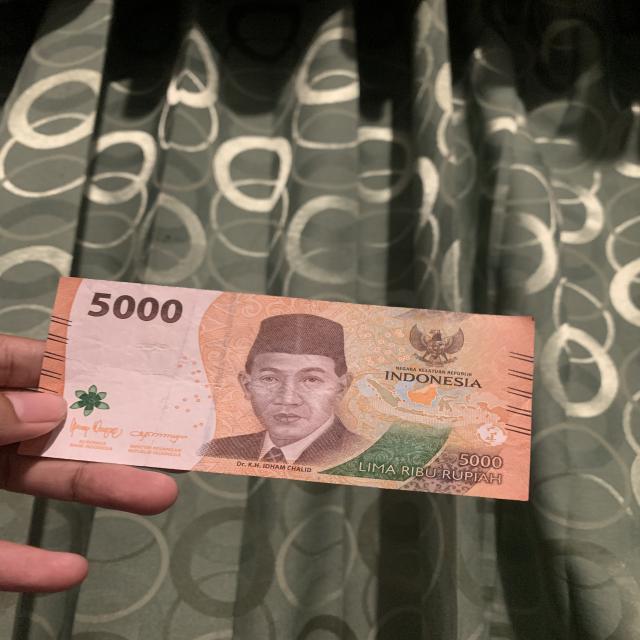 5000
NEGARA KESATUAN REPUBLIK
INDONESIA
Dr. K.H. IDHAM CHALID
5000
LIMA RIBU RUPIAH